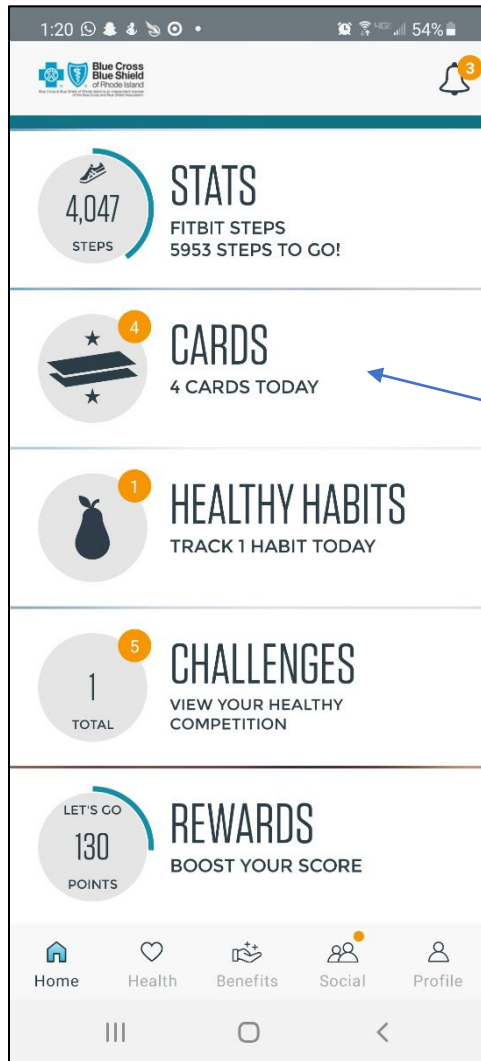 1:20 54%
Blue Cross
Blue Shield
of Rhode Island
3
4,047
STEPS
STATS
FITBIT STEPS
5953 STEPS TO GO!
4
CARDS
4 CARDS TODAY
1
HEALTHY HABITS
TRACK 1 HABIT TODAY
5
1
TOTAL
CHALLENGES
VIEW YOUR HEALTHY
COMPETITION
LET'S GO
130
POINTS
REWARDS
BOOST YOUR SCORE
Home Health Benefits Social Profile